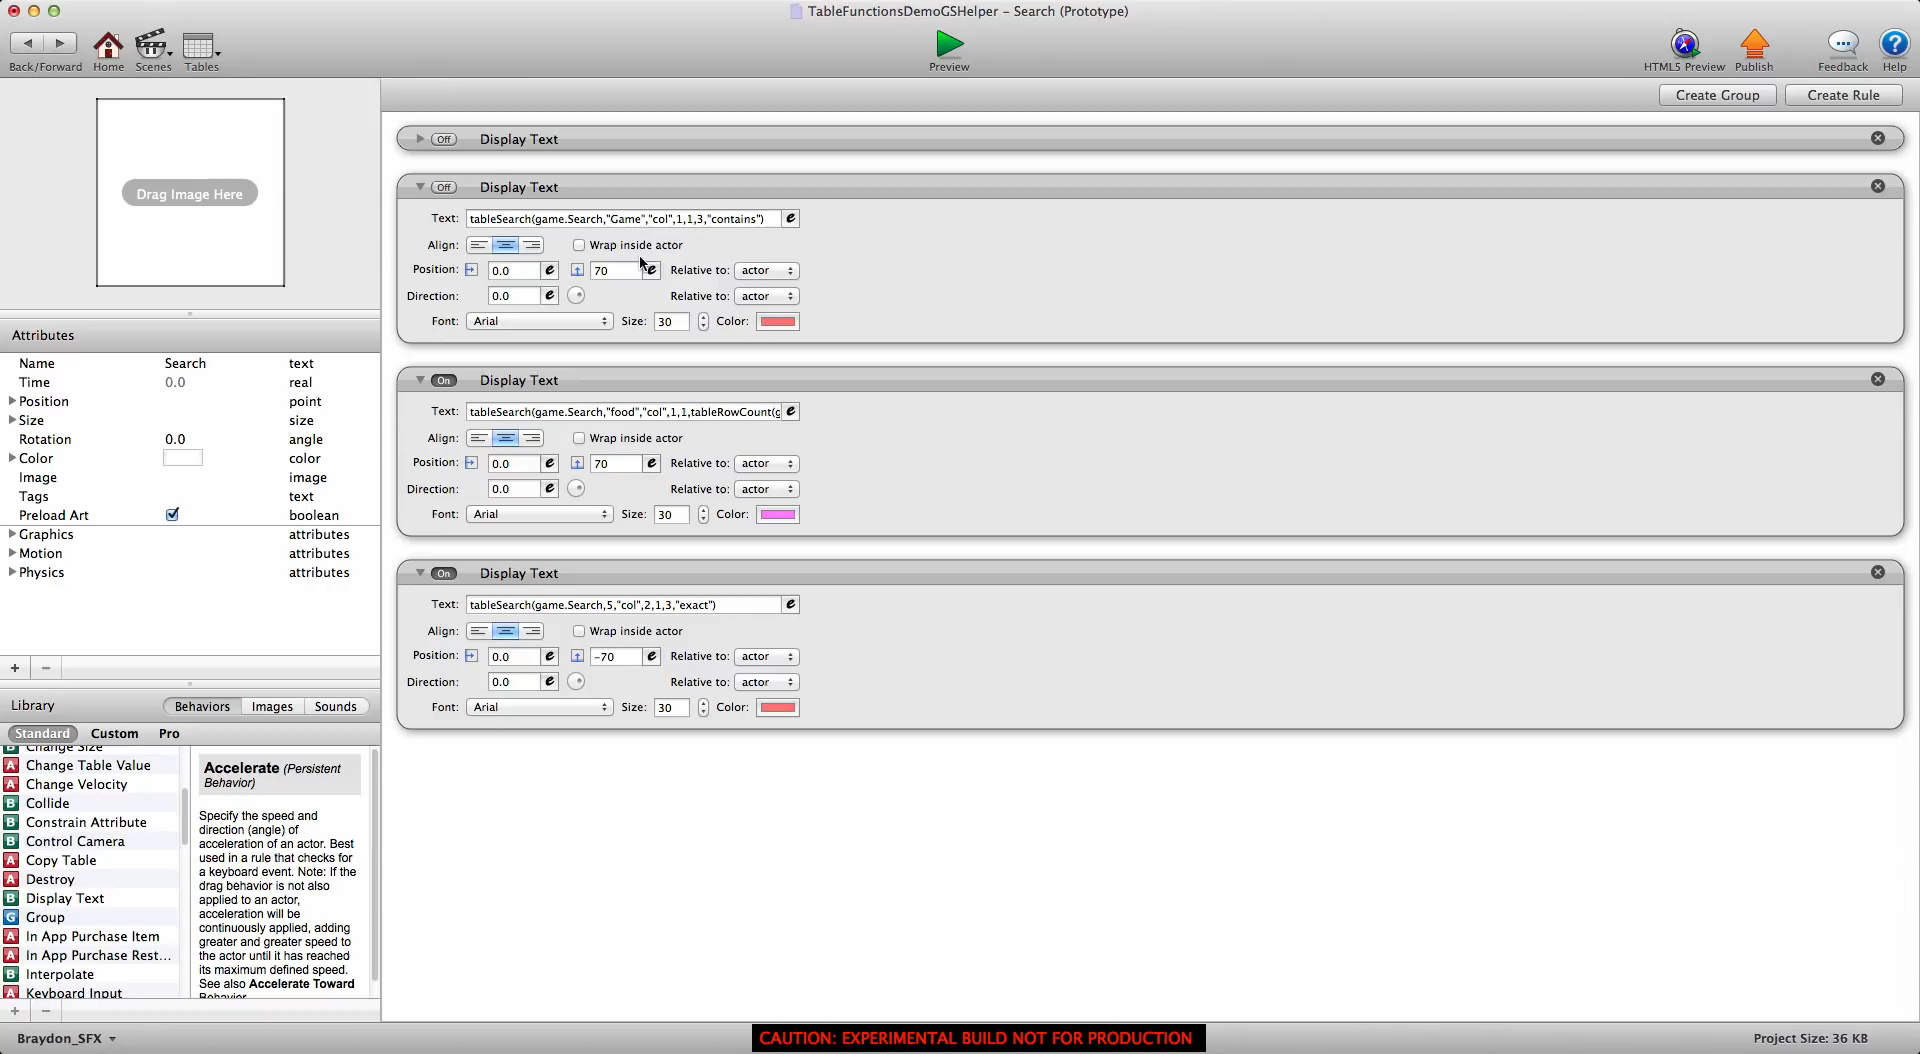 TableFunctionsDemoGSHelper – Search (Prototype)
Back/Forward
Home
Scenes
Tables
Preview
HTML5 Preview
Publish
Feedback
Help
Create Group
Create Rule
Drag Image Here
Attributes
Name Search text
Time 0.0 real
Position point
Size size
Rotation 0.0 angle
Color color
Image image
Tags text
Preload Art boolean
Graphics attributes
Motion attributes
Physics attributes
+ −
Library Behaviors Images Sounds
Standard Custom Pro
B Change Size
A Change Table Value
A Change Velocity
B Collide
B Constrain Attribute
B Control Camera
A Copy Table
A Destroy
B Display Text
G Group
A In App Purchase Item
A In App Purchase Rest...
B Interpolate
A Keyboard Input
Accelerate (Persistent
Behavior)
Specify the speed and
direction (angle) of
acceleration of an actor. Best
used in a rule that checks for
a keyboard event. Note: If the
drag behavior is not also
applied to an actor,
acceleration will be
continuously applied, adding
greater and greater speed to
the actor until it has reached
its maximum defined speed.
See also Accelerate Toward
Behavior
+ −
Off Display Text
Off Display Text
Text: tableSearch(game.Search,"Game","col",1,1,3,"contains") e
Align: Wrap inside actor
Position: 0.0 e 70 e Relative to: actor
Direction: 0.0 e Relative to: actor
Font: Arial Size: 30 Color:
On Display Text
Text: tableSearch(game.Search,"food","col",1,1,tableRowCount(g e
Align: Wrap inside actor
Position: 0.0 e 70 e Relative to: actor
Direction: 0.0 e Relative to: actor
Font: Arial Size: 30 Color:
On Display Text
Text: tableSearch(game.Search,5,"col",2,1,3,"exact") e
Align: Wrap inside actor
Position: 0.0 e −70 e Relative to: actor
Direction: 0.0 e Relative to: actor
Font: Arial Size: 30 Color:
Braydon_SFX
CAUTION: EXPERIMENTAL BUILD NOT FOR PRODUCTION
Project Size: 36 KB